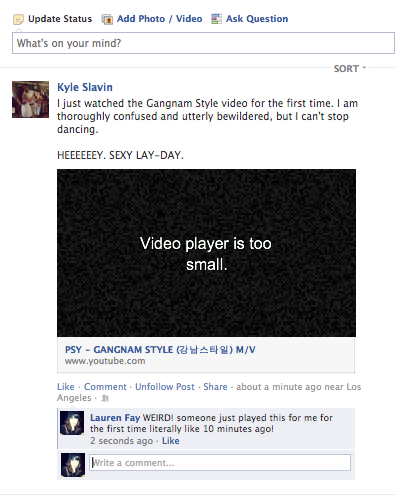 Update Status Add Photo / Video Ask Question
What's on your mind?
SORT
Kyle Slavin
I just watched the Gangnam Style video for the first time. I am
thoroughly confused and utterly bewildered, but I can't stop
dancing.
HEEEEEEY. SEXY LAY-DAY.
Video player is too
small.
PSY - GANGNAM STYLE (강남스타일) M/V
www.youtube.com
Like · Comment · Unfollow Post · Share · about a minute ago near Los
Angeles ·
Lauren Fay WEIRD! someone just played this for me for
the first time literally like 10 minutes ago!
2 seconds ago · Like
Write a comment...